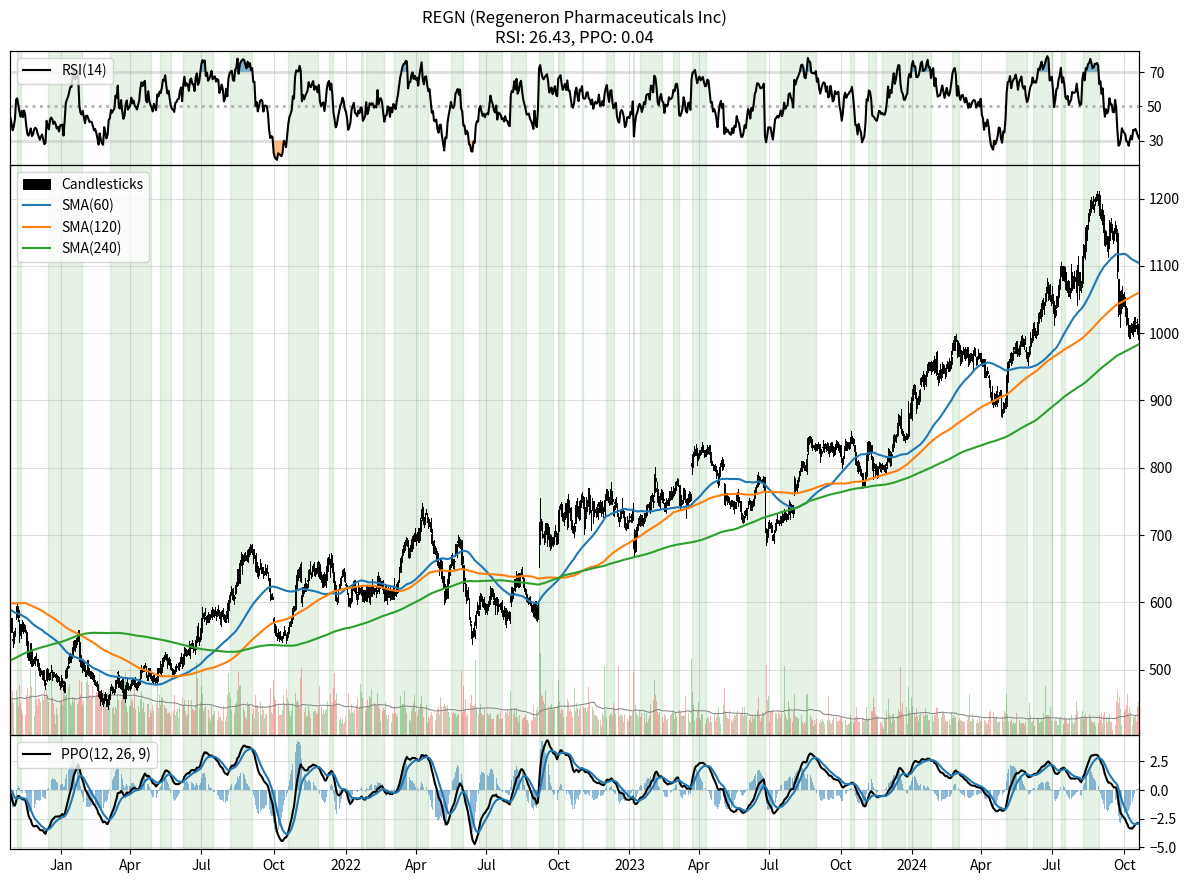 REGN (Regeneron Pharmaceuticals Inc)
RSI: 26.43, PPO: 0.04
RSI(14)
70
50
30
Candlesticks
SMA(60)
SMA(120)
SMA(240)
1200
1100
1000
900
800
700
600
500
PPO(12, 26, 9)
2.5
0.0
−2.5
−5.0
Jan Apr Jul Oct 2022 Apr Jul Oct 2023 Apr Jul Oct 2024 Apr Jul Oct